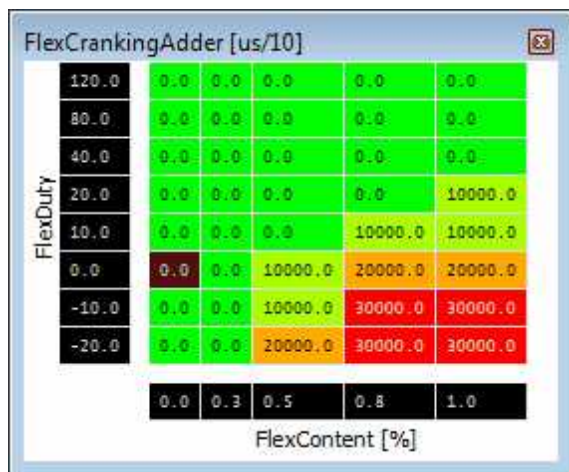 FlexCrankingAdder [us/10]
FlexDuty
120.0 0.0 0.0 0.0 0.0 0.0
80.0 0.0 0.0 0.0 0.0 0.0
40.0 0.0 0.0 0.0 0.0 0.0
20.0 0.0 0.0 0.0 0.0 10000.0
10.0 0.0 0.0 0.0 10000.0 10000.0
0.0 0.0 0.0 10000.0 20000.0 20000.0
-10.0 0.0 0.0 10000.0 30000.0 30000.0
-20.0 0.0 0.0 20000.0 30000.0 30000.0
0.0 0.3 0.5 0.8 1.0
FlexContent [%]